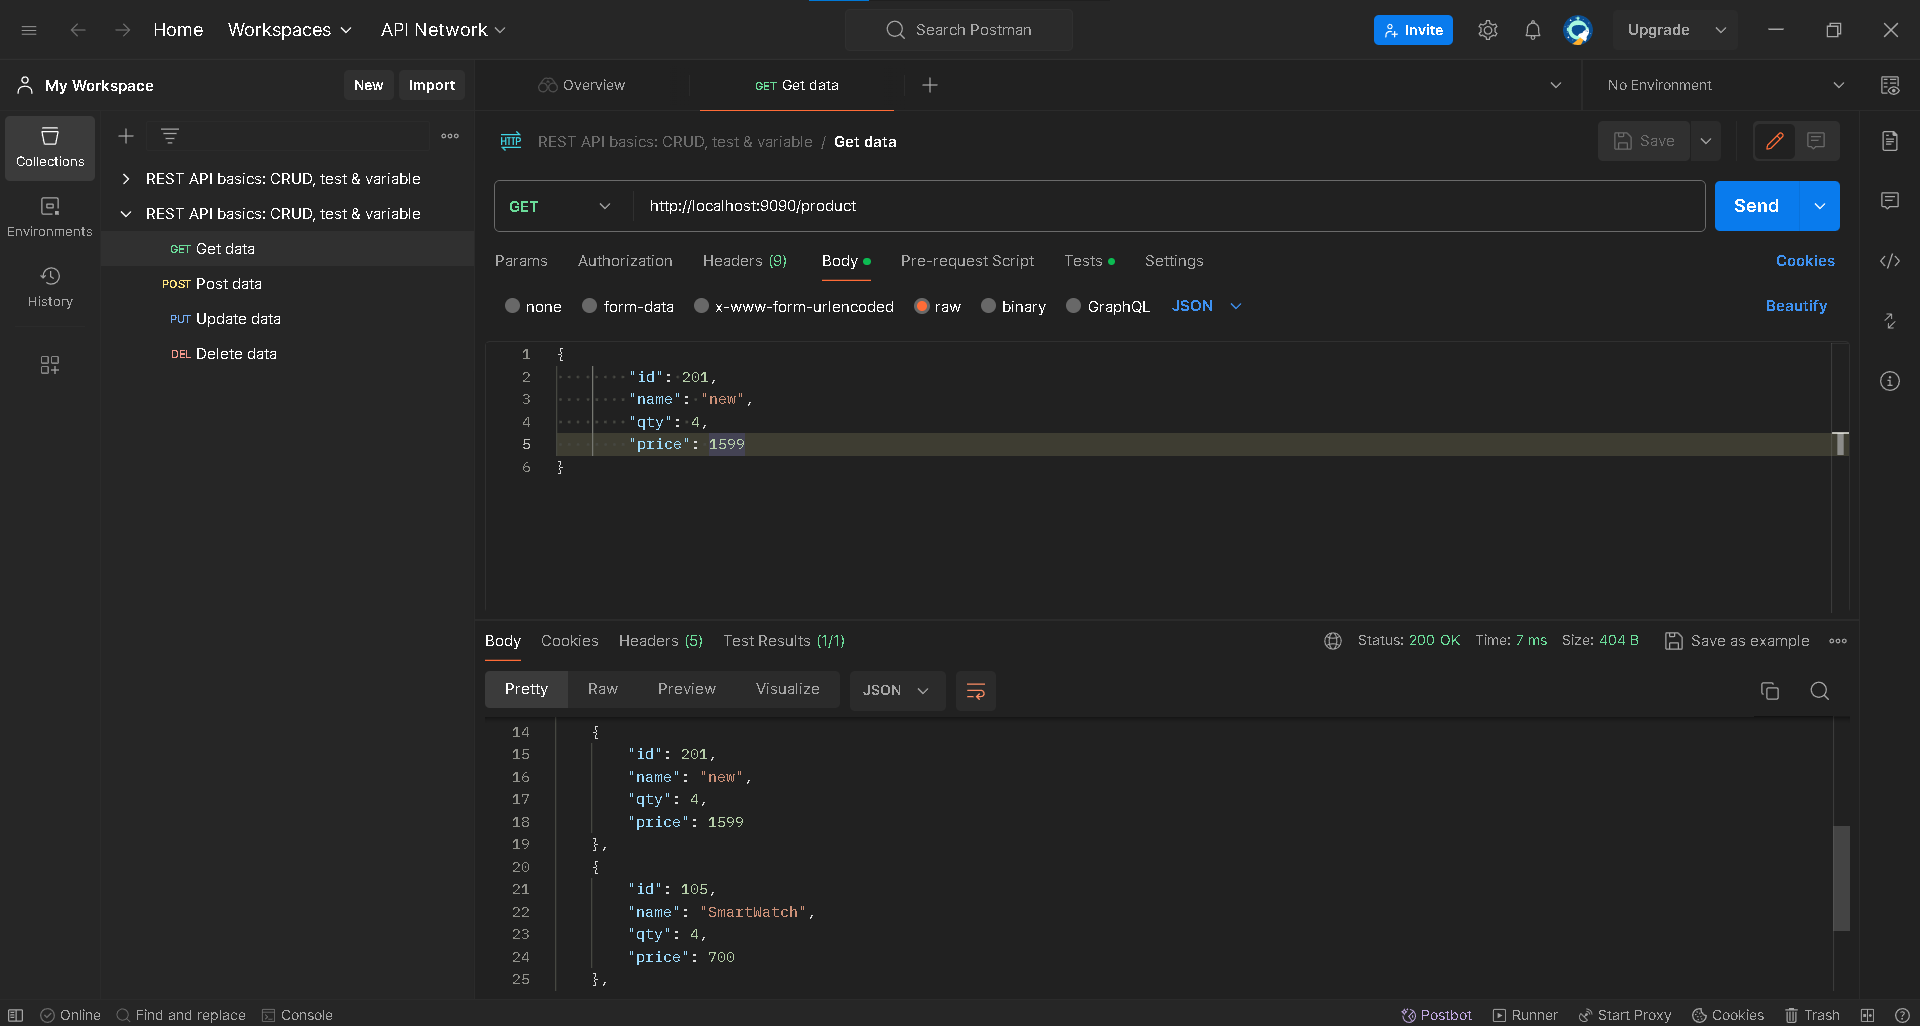 Home Workspaces API Network Search Postman Invite Upgrade
My Workspace New Import Overview GET Get data No Environment
Collections
Environments
History
REST API basics: CRUD, test & variable
REST API basics: CRUD, test & variable
GET Get data
POST Post data
PUT Update data
DEL Delete data
HTTP REST API basics: CRUD, test & variable / Get data Save
GET http://localhost:9090/product Send
Params Authorization Headers (9) Body Pre-request Script Tests Settings Cookies
none form-data x-www-form-urlencoded raw binary GraphQL JSON Beautify
1 {
2 "id": 201,
3 "name": "new",
4 "qty": 4,
5 "price": 1599
6 }
Body Cookies Headers (5) Test Results (1/1) Status: 200 OK Time: 7 ms Size: 404 B Save as example
Pretty Raw Preview Visualize JSON
14 {
15 "id": 201,
16 "name": "new",
17 "qty": 4,
18 "price": 1599
19 },
20 {
21 "id": 105,
22 "name": "SmartWatch",
23 "qty": 4,
24 "price": 700
25 },
Online Find and replace Console Postbot Runner Start Proxy Cookies Trash